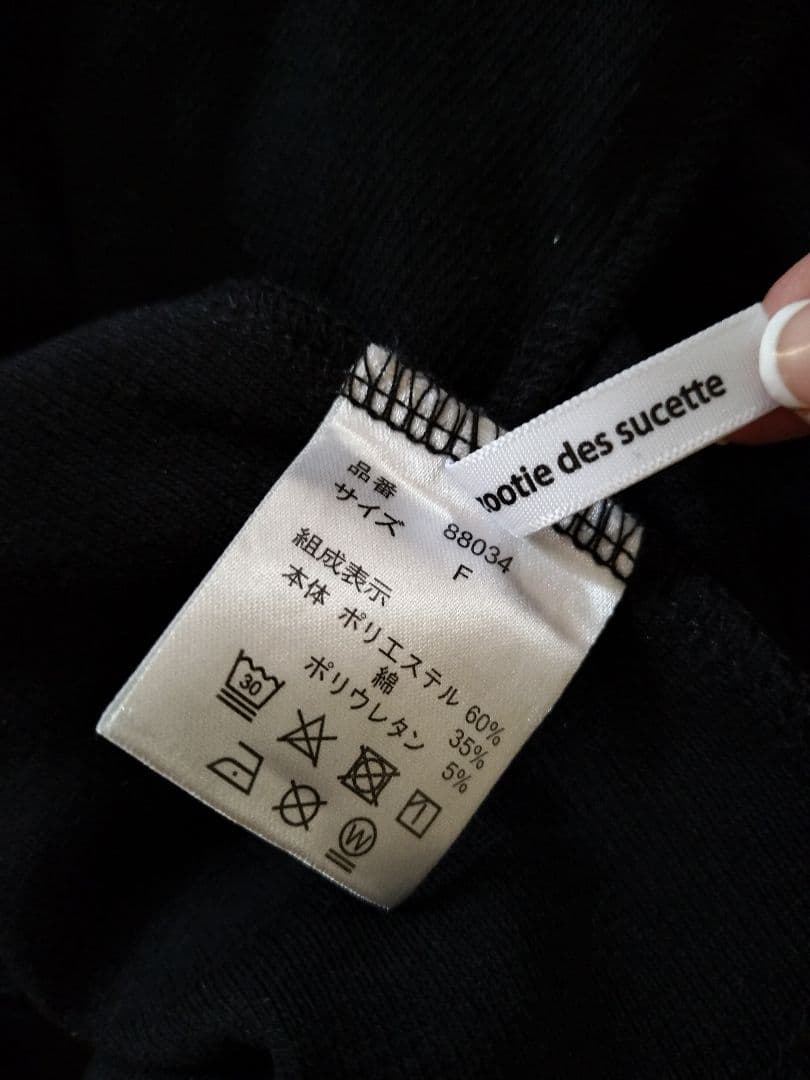 ootie des sucette
品番 88034
サイズ F
組成表示
本体 ポリエステル 60%
綿 35%
ポリウレタン 5%
30
W